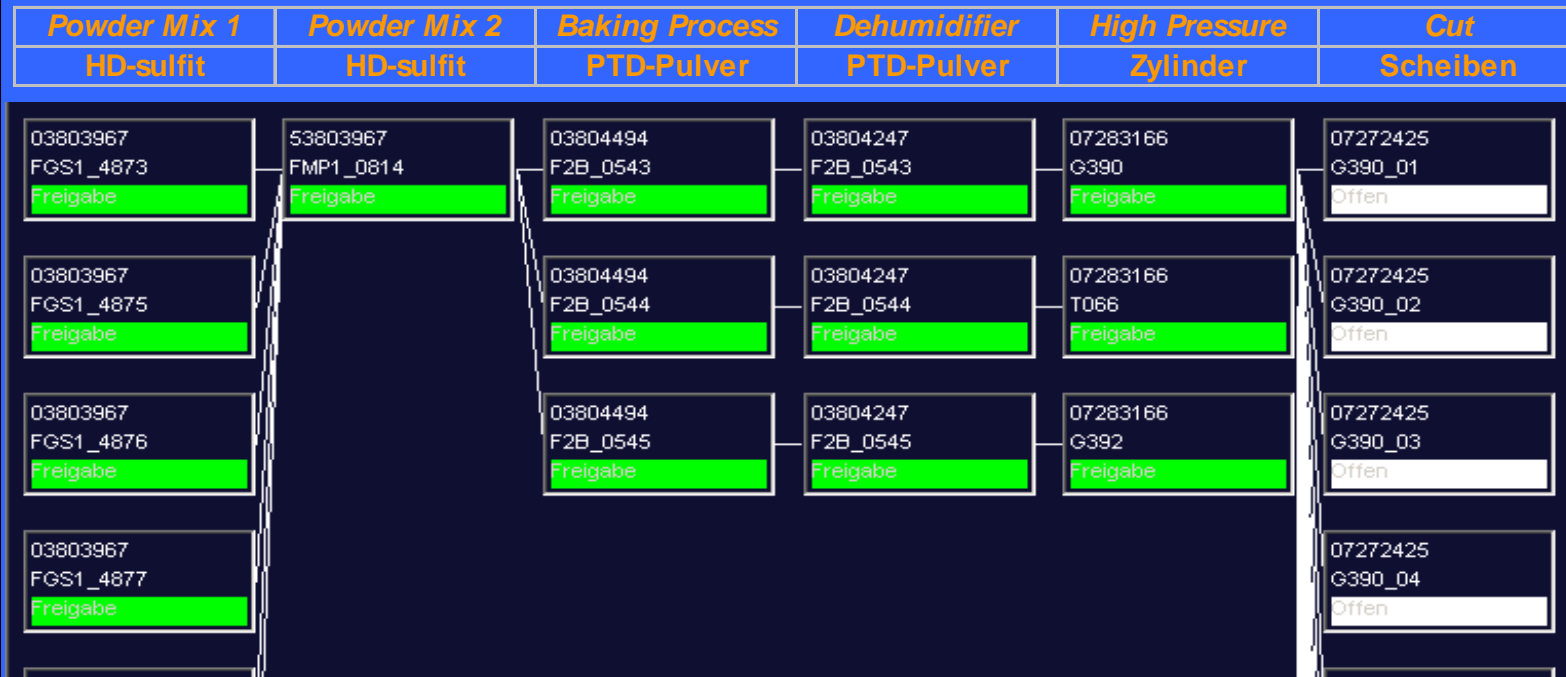 Powder Mix 1 Powder Mix 2 Baking Process Dehumidifier High Pressure Cut
HD-sulfit HD-sulfit PTD-Pulver PTD-Pulver Zylinder Scheiben
03803967 53803967 03804494 03804247 07283166 07272425
FGS1_4873 FMP1_0814 F2B_0543 F2B_0543 G390 G390_01
Freigabe Freigabe Freigabe Freigabe Freigabe Offen
03803967 03804494 03804247 07283166 07272425
FGS1_4875 F2B_0544 F2B_0544 T066 G390_02
Freigabe Freigabe Freigabe Freigabe Offen
03803967 03804494 03804247 07283166 07272425
FGS1_4876 F2B_0545 F2B_0545 G392 G390_03
Freigabe Freigabe Freigabe Freigabe Offen
03803967 07272425
FGS1_4877 G390_04
Freigabe Offen